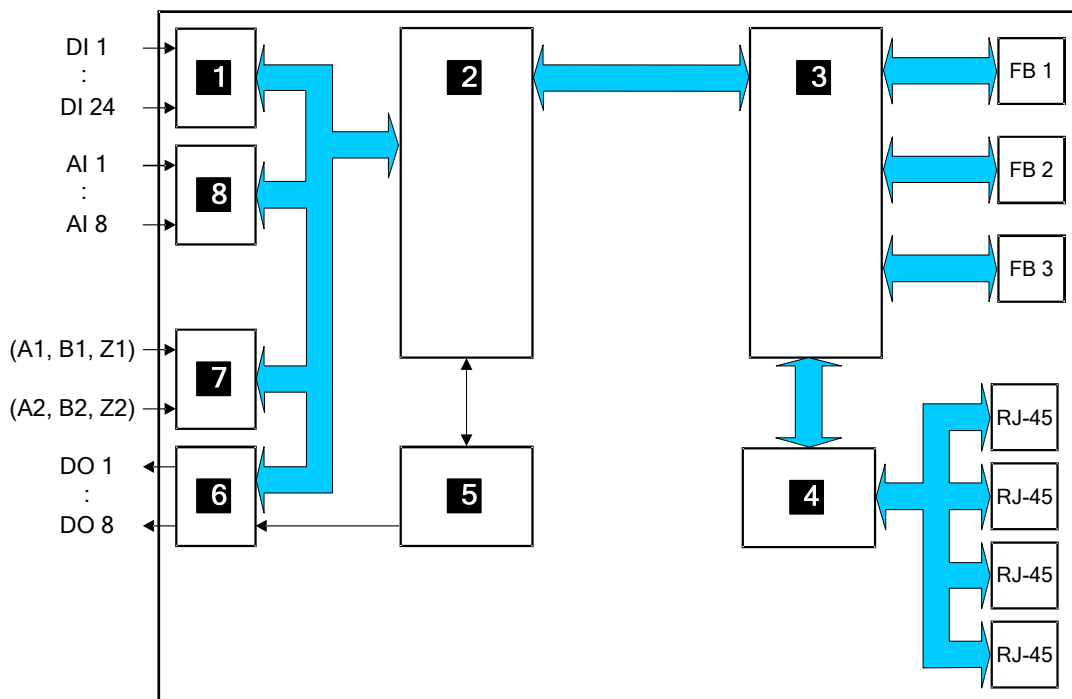 DI 1
:
DI 24
AI 1
:
AI 8
(A1, B1, Z1)
(A2, B2, Z2)
DO 1
:
DO 8
1
8
7
6
2
5
3
4
FB 1
FB 2
FB 3
RJ-45
RJ-45
RJ-45
RJ-45